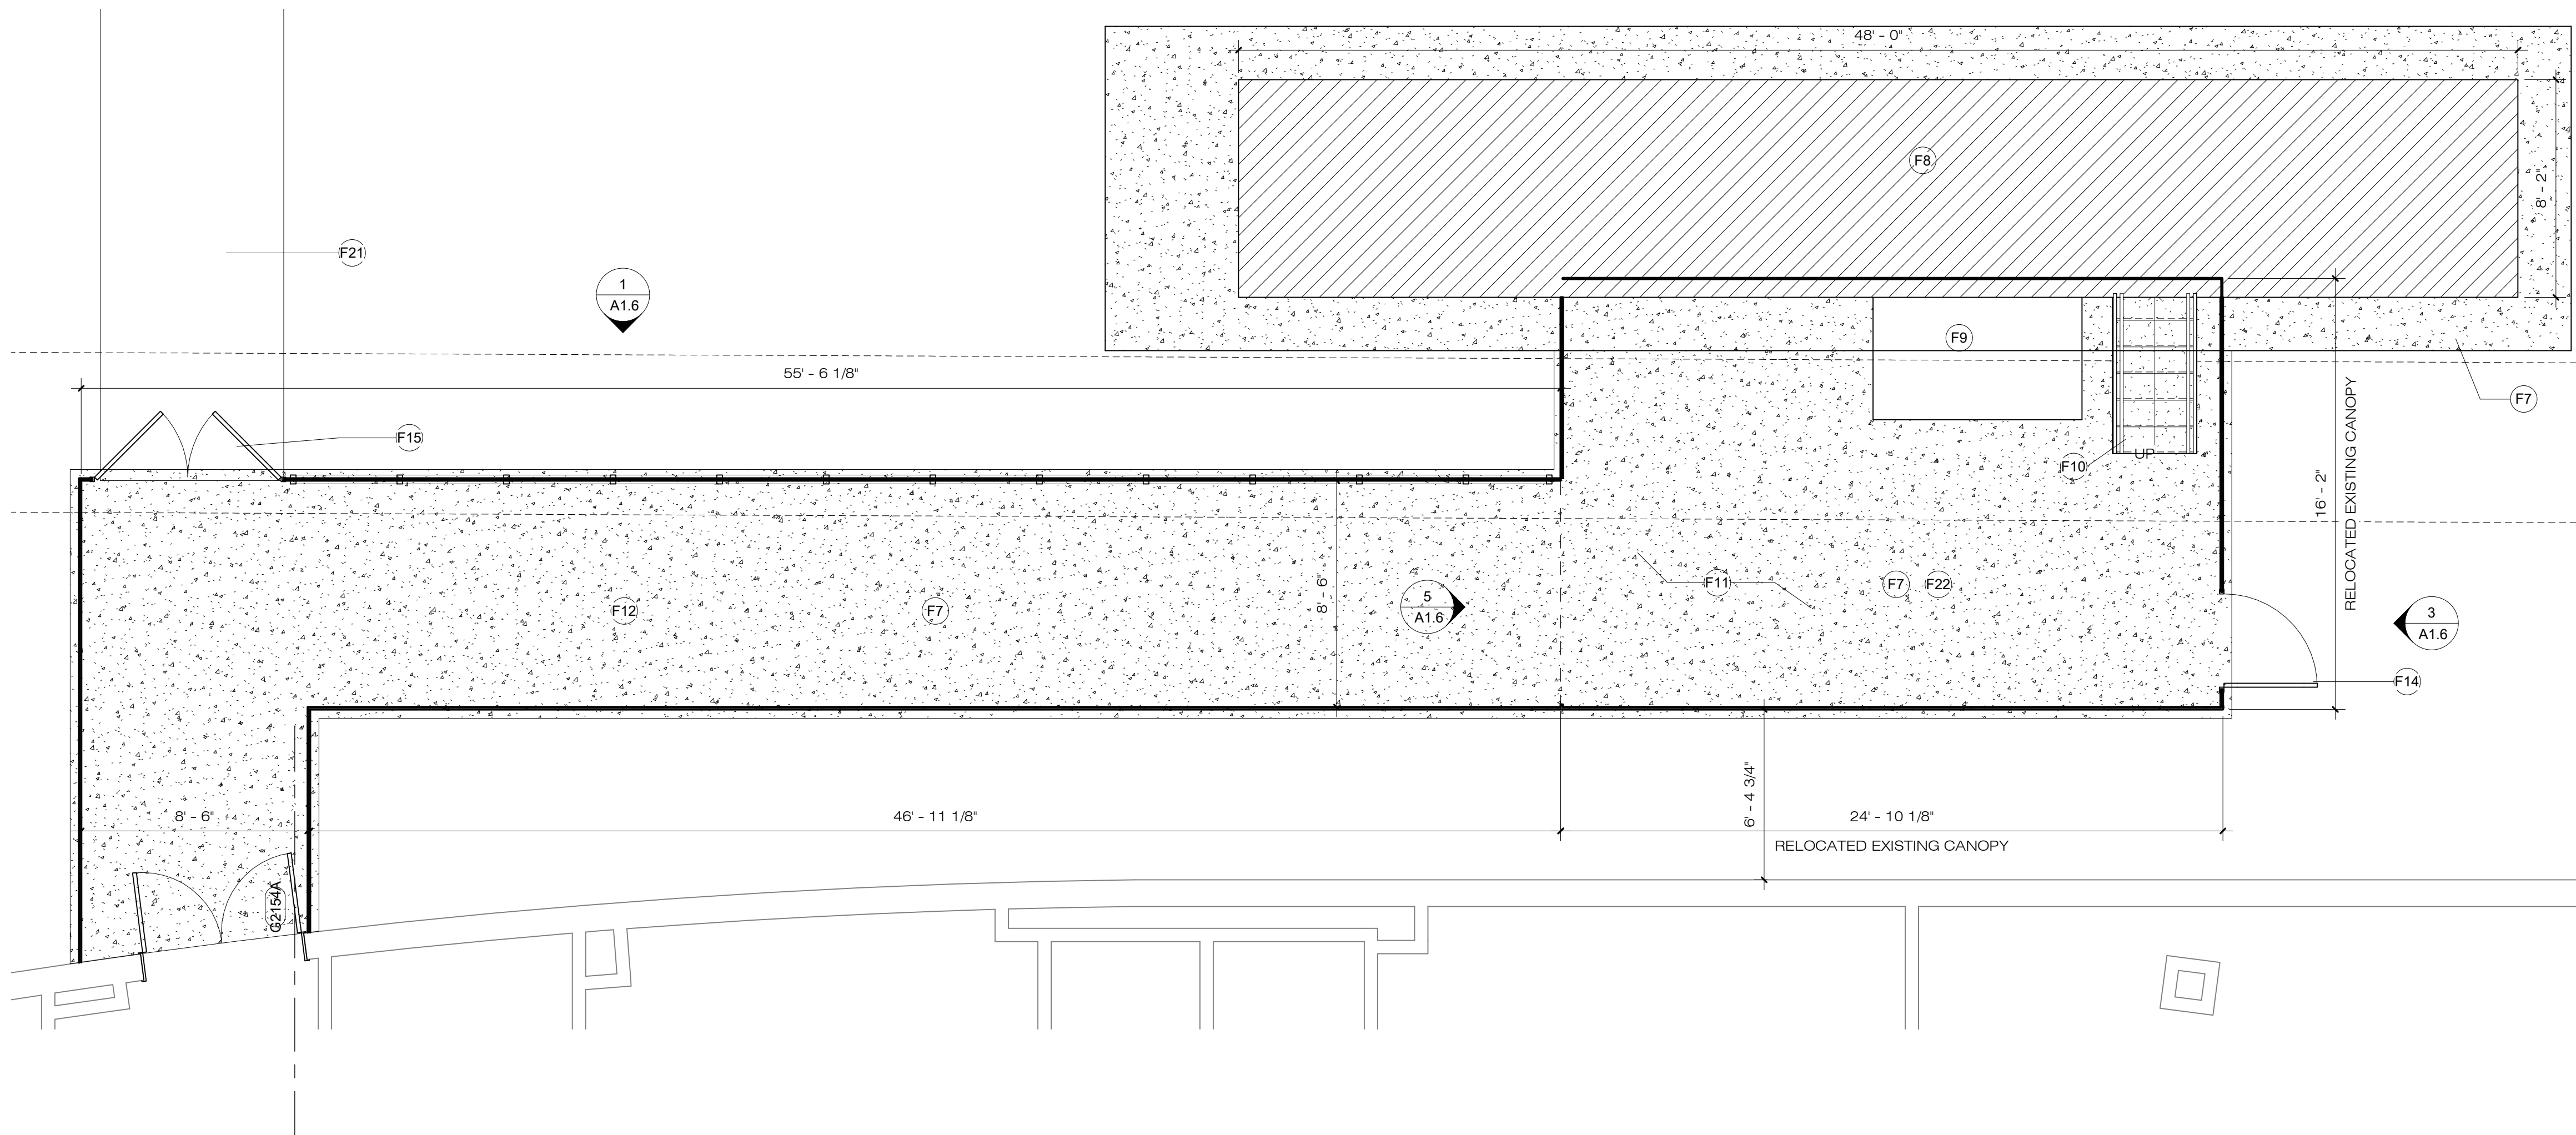 48' - 0"
F8
8' - 2"
F21
1
A1.6
F9
55' - 6 1/8"
F7
F15
UP
F10
16' - 2"
RELOCATED EXISTING CANOPY
8' - 6"
F11
F7
F22
5
A1.6
F12
F7
3
A1.6
F14
6' - 4 3/4"
8' - 6"
46' - 11 1/8"
24' - 10 1/8"
RELOCATED EXISTING CANOPY
G2154A